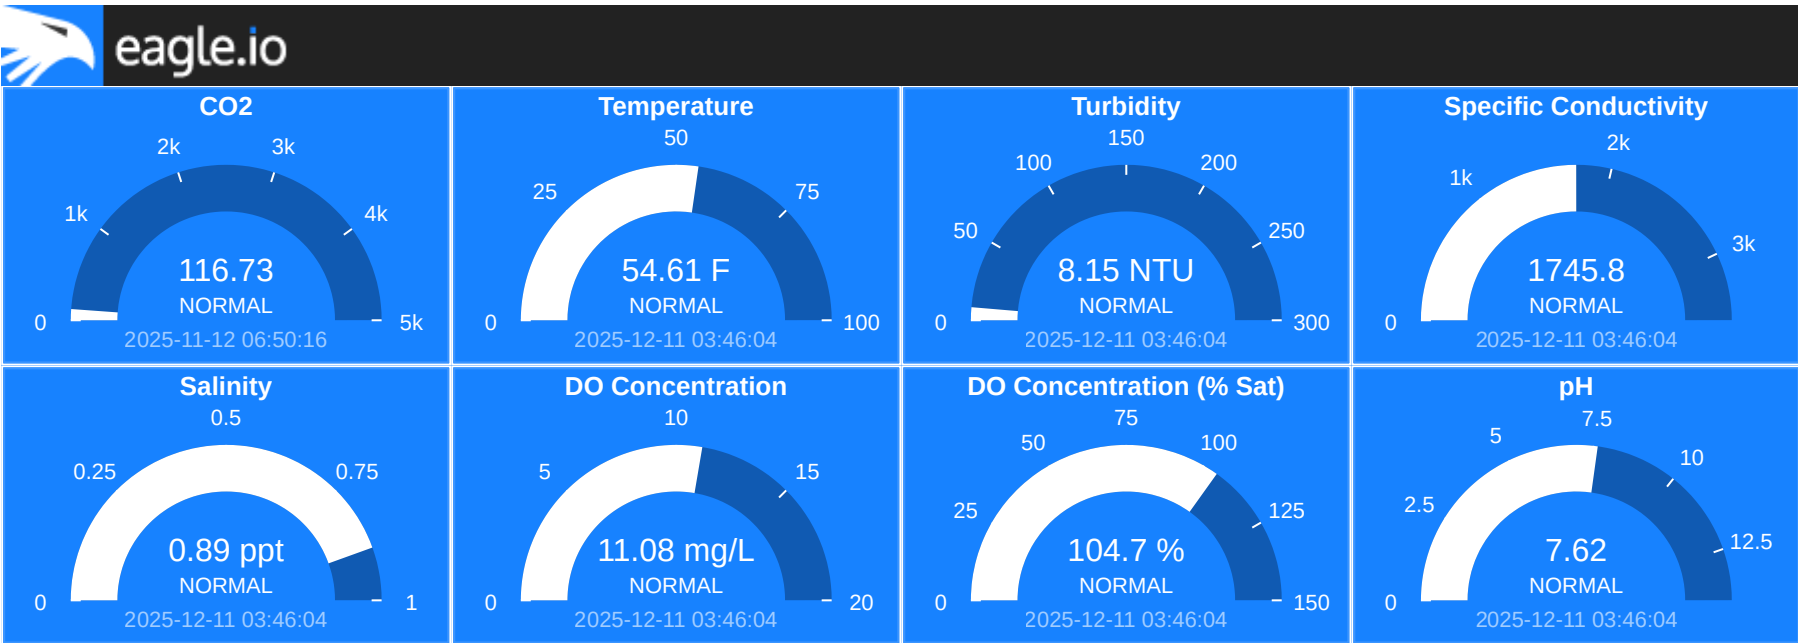 eagle.io
CO2
0
1k
2k
3k
4k
5k
116.73
NORMAL
2025-11-12 06:50:16
Temperature
0
25
50
75
100
54.61 F
NORMAL
2025-12-11 03:46:04
Turbidity
0
50
100
150
200
250
300
8.15 NTU
NORMAL
2025-12-11 03:46:04
Specific Conductivity
0
1k
2k
3k
1745.8
NORMAL
2025-12-11 03:46:04
Salinity
0
0.25
0.5
0.75
1
0.89 ppt
NORMAL
2025-12-11 03:46:04
DO Concentration
0
5
10
15
20
11.08 mg/L
NORMAL
2025-12-11 03:46:04
DO Concentration (% Sat)
0
25
50
75
100
125
150
104.7 %
NORMAL
2025-12-11 03:46:04
pH
0
2.5
5
7.5
10
12.5
7.62
NORMAL
2025-12-11 03:46:04